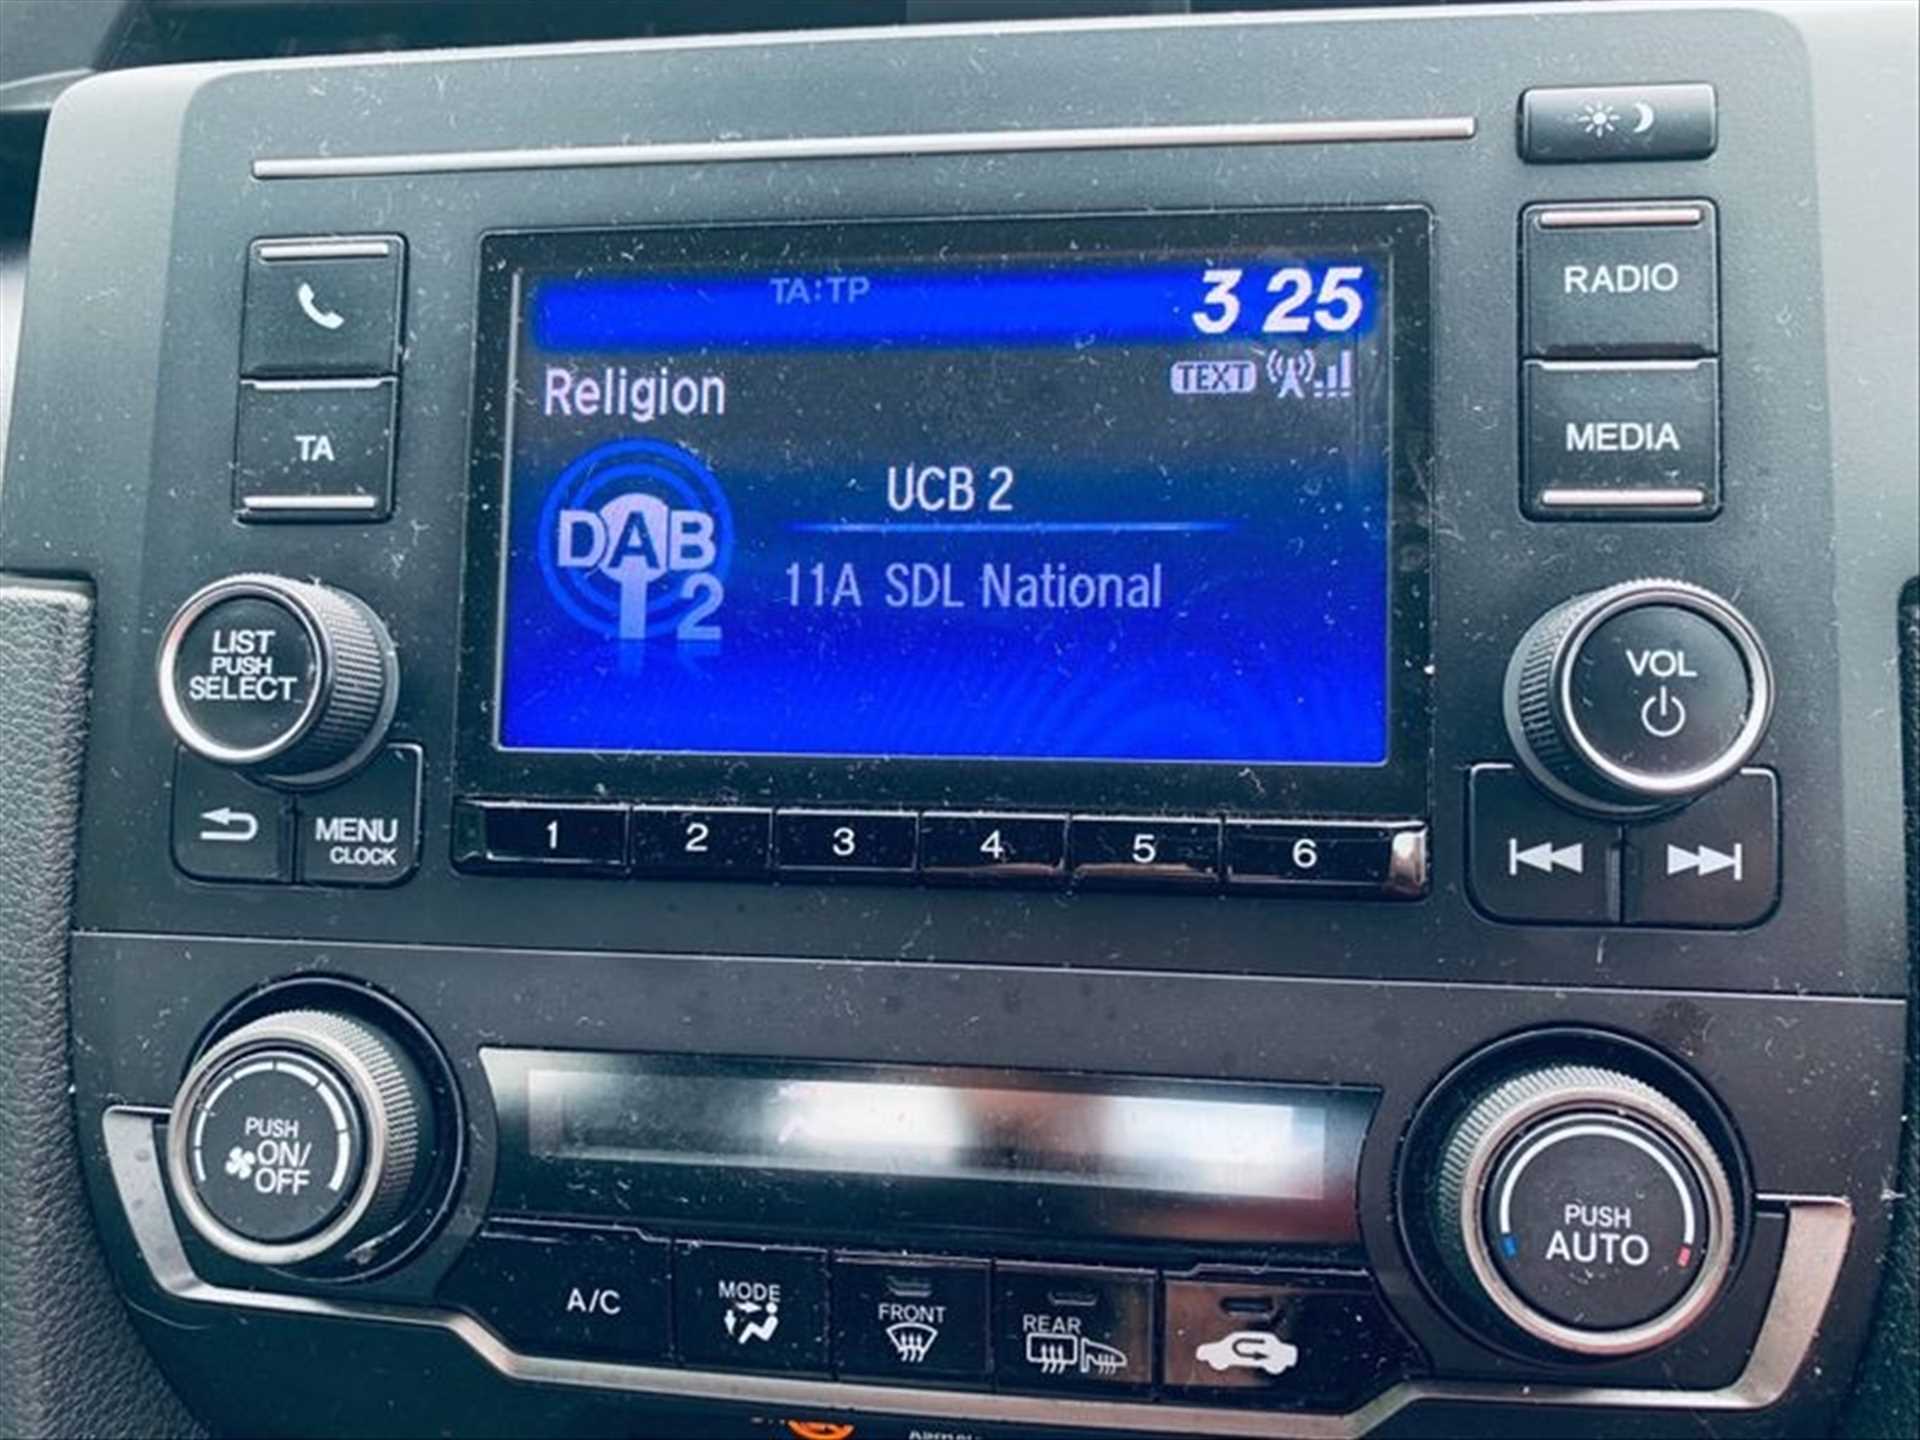 TA:TP
3 25
Religion
TEXT
DAB
2
UCB 2
11A SDL National
RADIO
MEDIA
TA
LIST
PUSH
SELECT
VOL
MENU
CLOCK
1 2 3 4 5 6
PUSH
ON/
OFF
PUSH
AUTO
A/C
MODE
FRONT
REAR